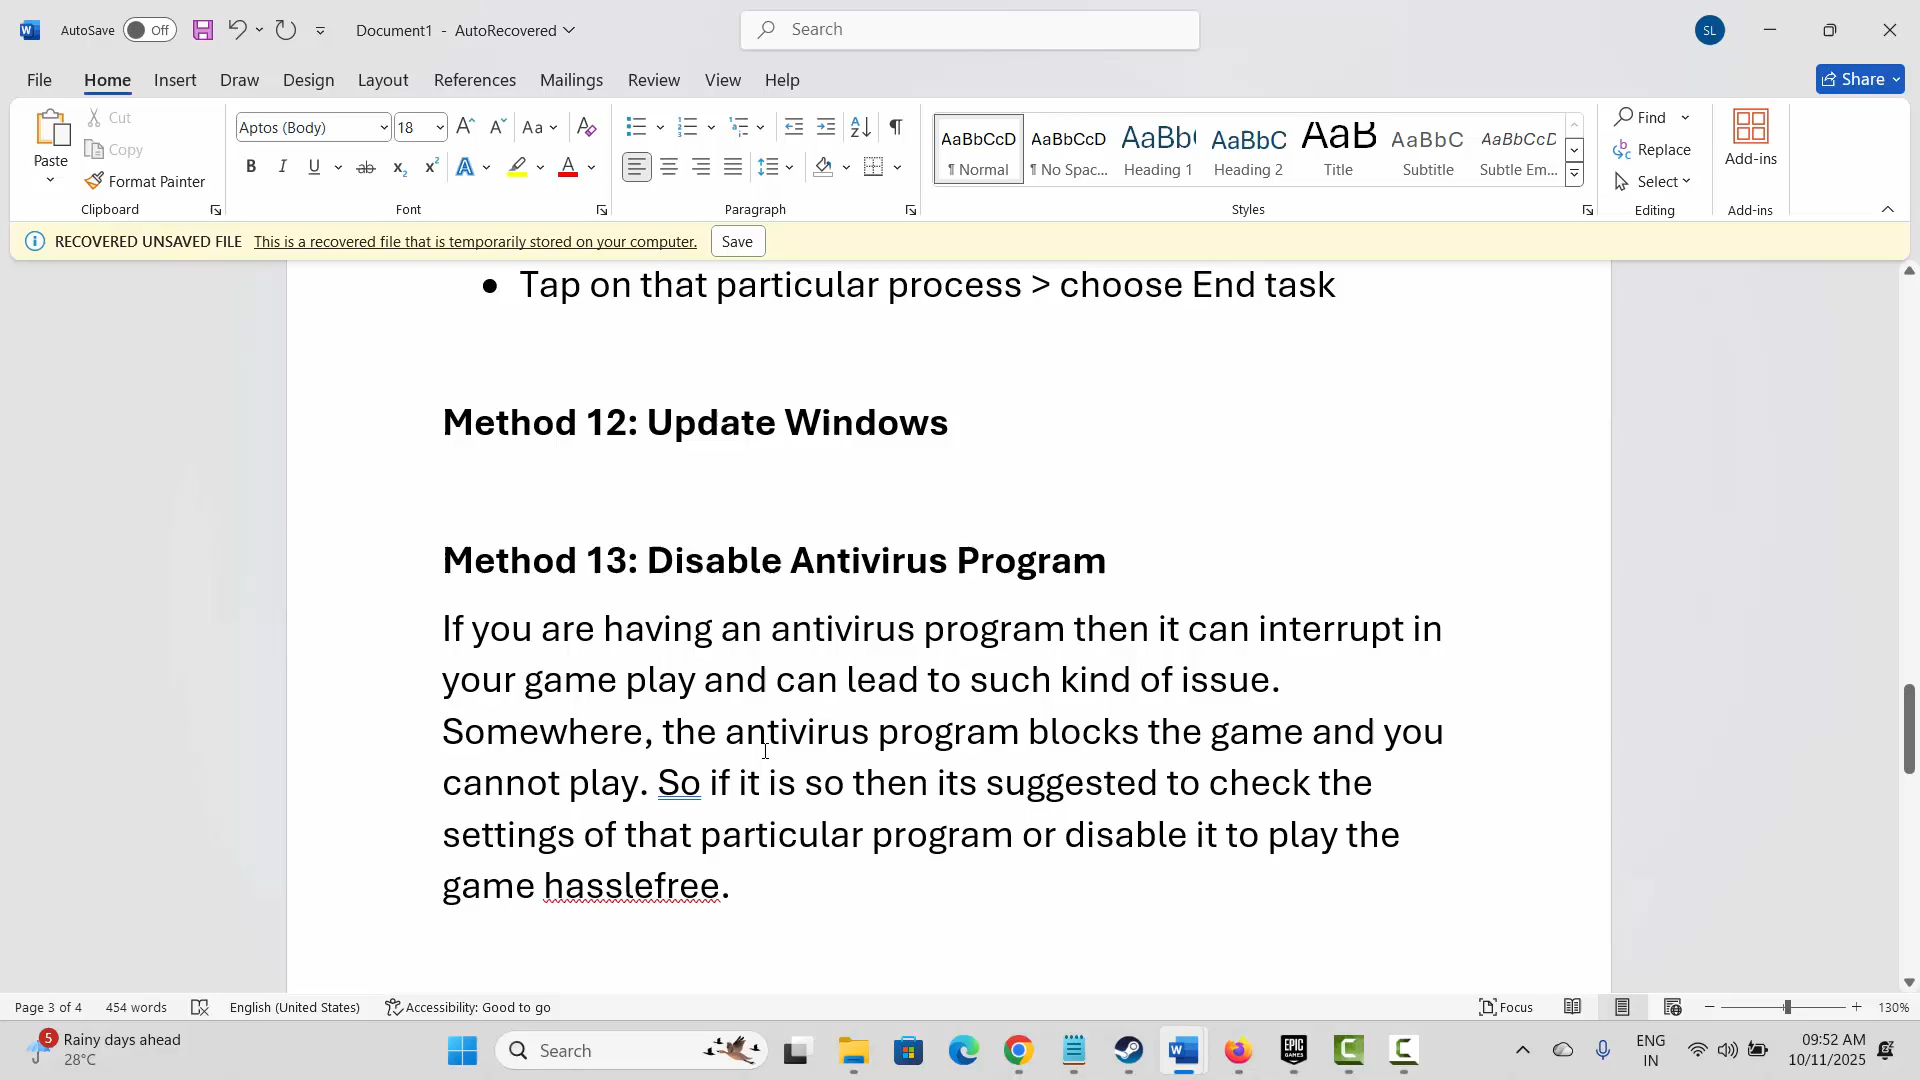 AutoSave Off Document1 - AutoRecovered Search SL
File Home Insert Draw Design Layout References Mailings Review View Help Share
Paste Cut Copy Format Painter Clipboard
Aptos (Body) 18 Aa
B I U ab x₂ x² A A Font
Paragraph
AaBbCcD AaBbCcD AaBb( AaBbC AaB AaBbC AaBbCcD
¶ Normal ¶ No Spac... Heading 1 Heading 2 Title Subtitle Subtle Em...
Styles
Find Replace Select Editing
Add-ins
Add-ins
RECOVERED UNSAVED FILE This is a recovered file that is temporarily stored on your computer. Save
• Tap on that particular process > choose End task
Method 12: Update Windows
Method 13: Disable Antivirus Program
If you are having an antivirus program then it can interrupt in
your game play and can lead to such kind of issue.
Somewhere, the antivirus program blocks the game and you
cannot play. So if it is so then its suggested to check the
settings of that particular program or disable it to play the
game hasslefree.
Page 3 of 4 454 words English (United States) Accessibility: Good to go Focus 130%
5 Rainy days ahead
28°C
Search
EPIC GAMES
ENG
IN
09:52 AM
10/11/2025